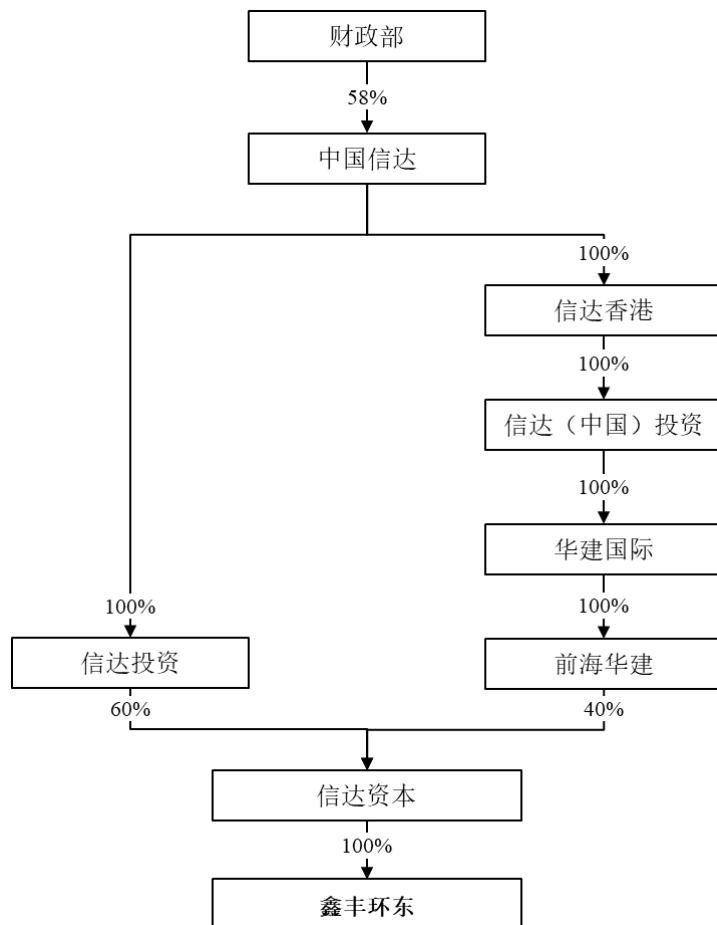 财政部
58%
中国信达
100%
信达香港
100%
信达（中国）投资
100%
华建国际
100%
100%
信达投资
前海华建
60%
40%
信达资本
100%
鑫丰环东